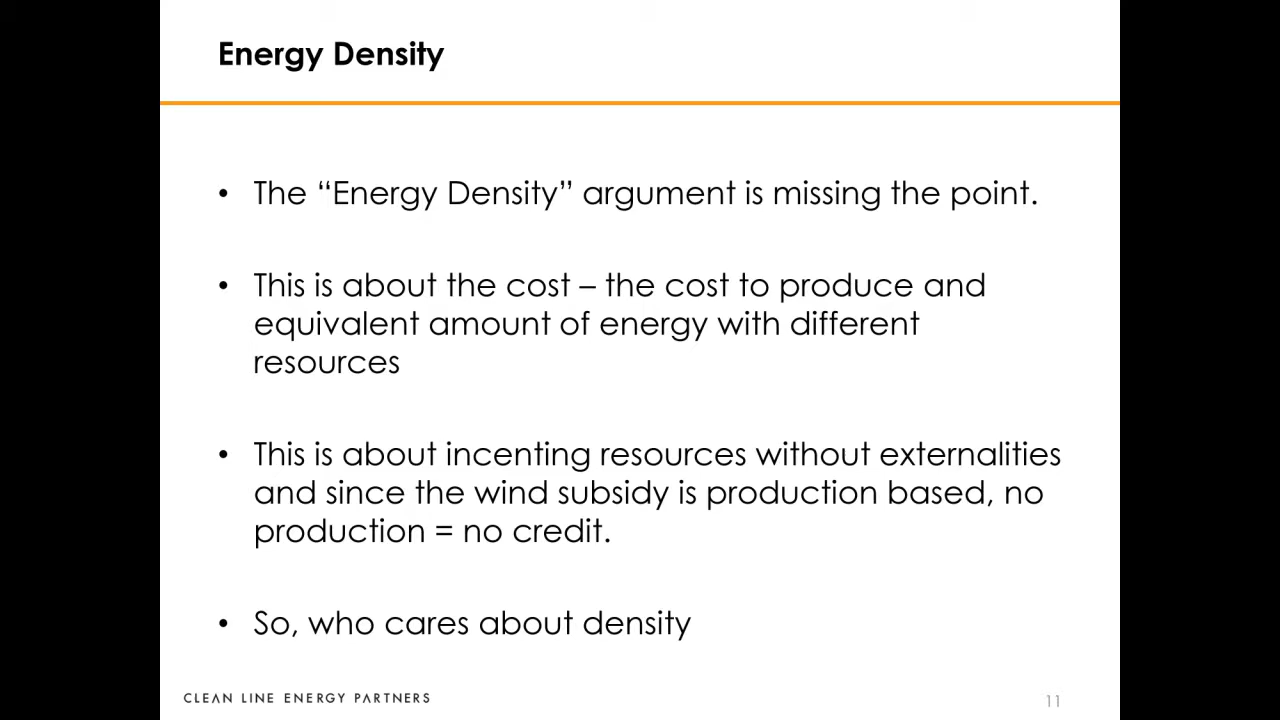 Energy Density
• The “Energy Density” argument is missing the point.
• This is about the cost – the cost to produce and
equivalent amount of energy with different
resources
• This is about incenting resources without externalities
and since the wind subsidy is production based, no
production = no credit.
• So, who cares about density
CLEAN LINE ENERGY PARTNERS
11